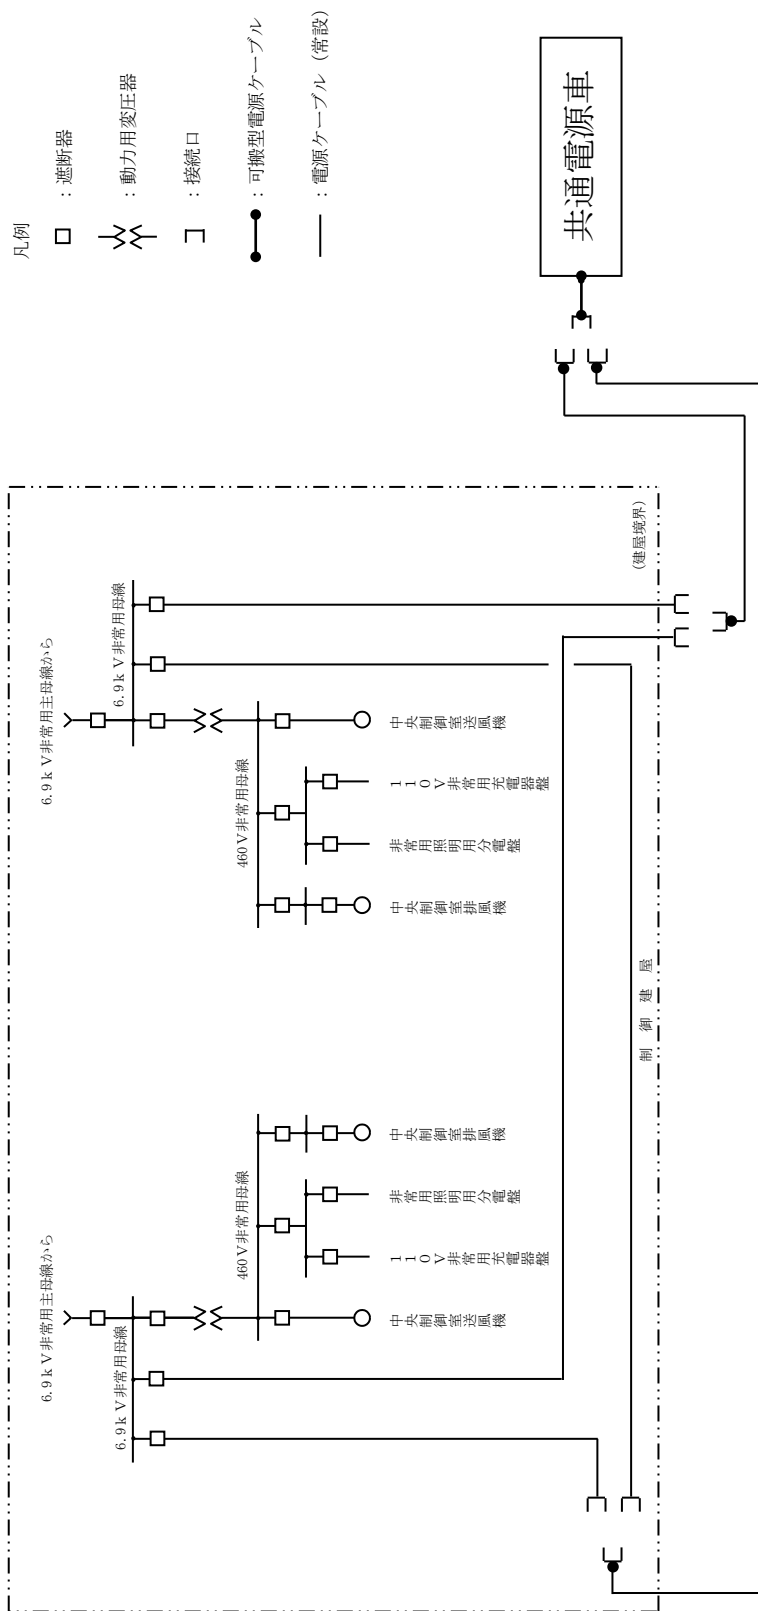 凡例
：遮断器
：動力用変圧器
：接続口
：可搬型電源ケーブル
：電源ケーブル（常設）
共通電源車
(建屋境界)
6.9ｋＶ非常用主母線から
6.9ｋＶ非常用母線
460Ｖ非常用母線
中央制御室送風機
１１０Ｖ非常用充電器盤
非常用照明用分電盤
中央制御室排風機
制御建屋
中央制御室排風機
非常用照明用分電盤
１１０Ｖ非常用充電器盤
中央制御室送風機
460Ｖ非常用母線
6.9ｋＶ非常用主母線から
6.9ｋＶ非常用母線